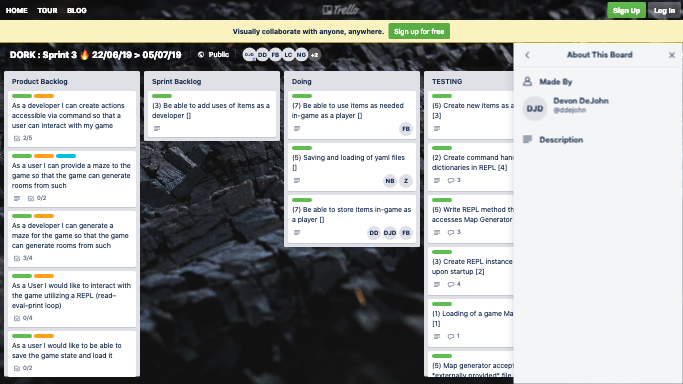 HOME TOUR BLOG
Trello
Sign Up Log In
Visually collaborate with anyone, anywhere. Sign up for free
DORK : Sprint 3 🔥 22/06/19 > 05/07/19
Public
DJD DD FB LC NG +2
Product Backlog
As a developer I can create actions
accessible via command so that a
user can interact with my game
2/5
As a user I can provide a maze to the
game so that the game can generate
rooms from such
0/2
As a developer I can generate a
maze for the game so that the game
can generate rooms from such
3/4
As a User I would like to interact with
the game utilizing a REPL (read–
eval–print loop)
0/4
As a user I would like to be able to
save the game state and load it
0/2
Sprint Backlog
(3) Be able to add uses of items as a
developer []
Doing
(7) Be able to use items as needed
in-game as a player []
FB
(5) Saving and loading of yaml files
[]
NB Z
(7) Be able to store items in-game as
a player []
DD DJD FB
TESTING
(5) Create new items as a
[3]
(2) Create command han
dictionaries in REPL [4]
3
(5) Write REPL method th
accesses Map Generator
3
(3) Create REPL instance
upon startup [2]
4
(1) Loading of a game Ma
[1]
1
(5) Map generator accept
*externally provided* file
About This Board
Made By
DJD
Devon DeJohn
@ddejohn
Description